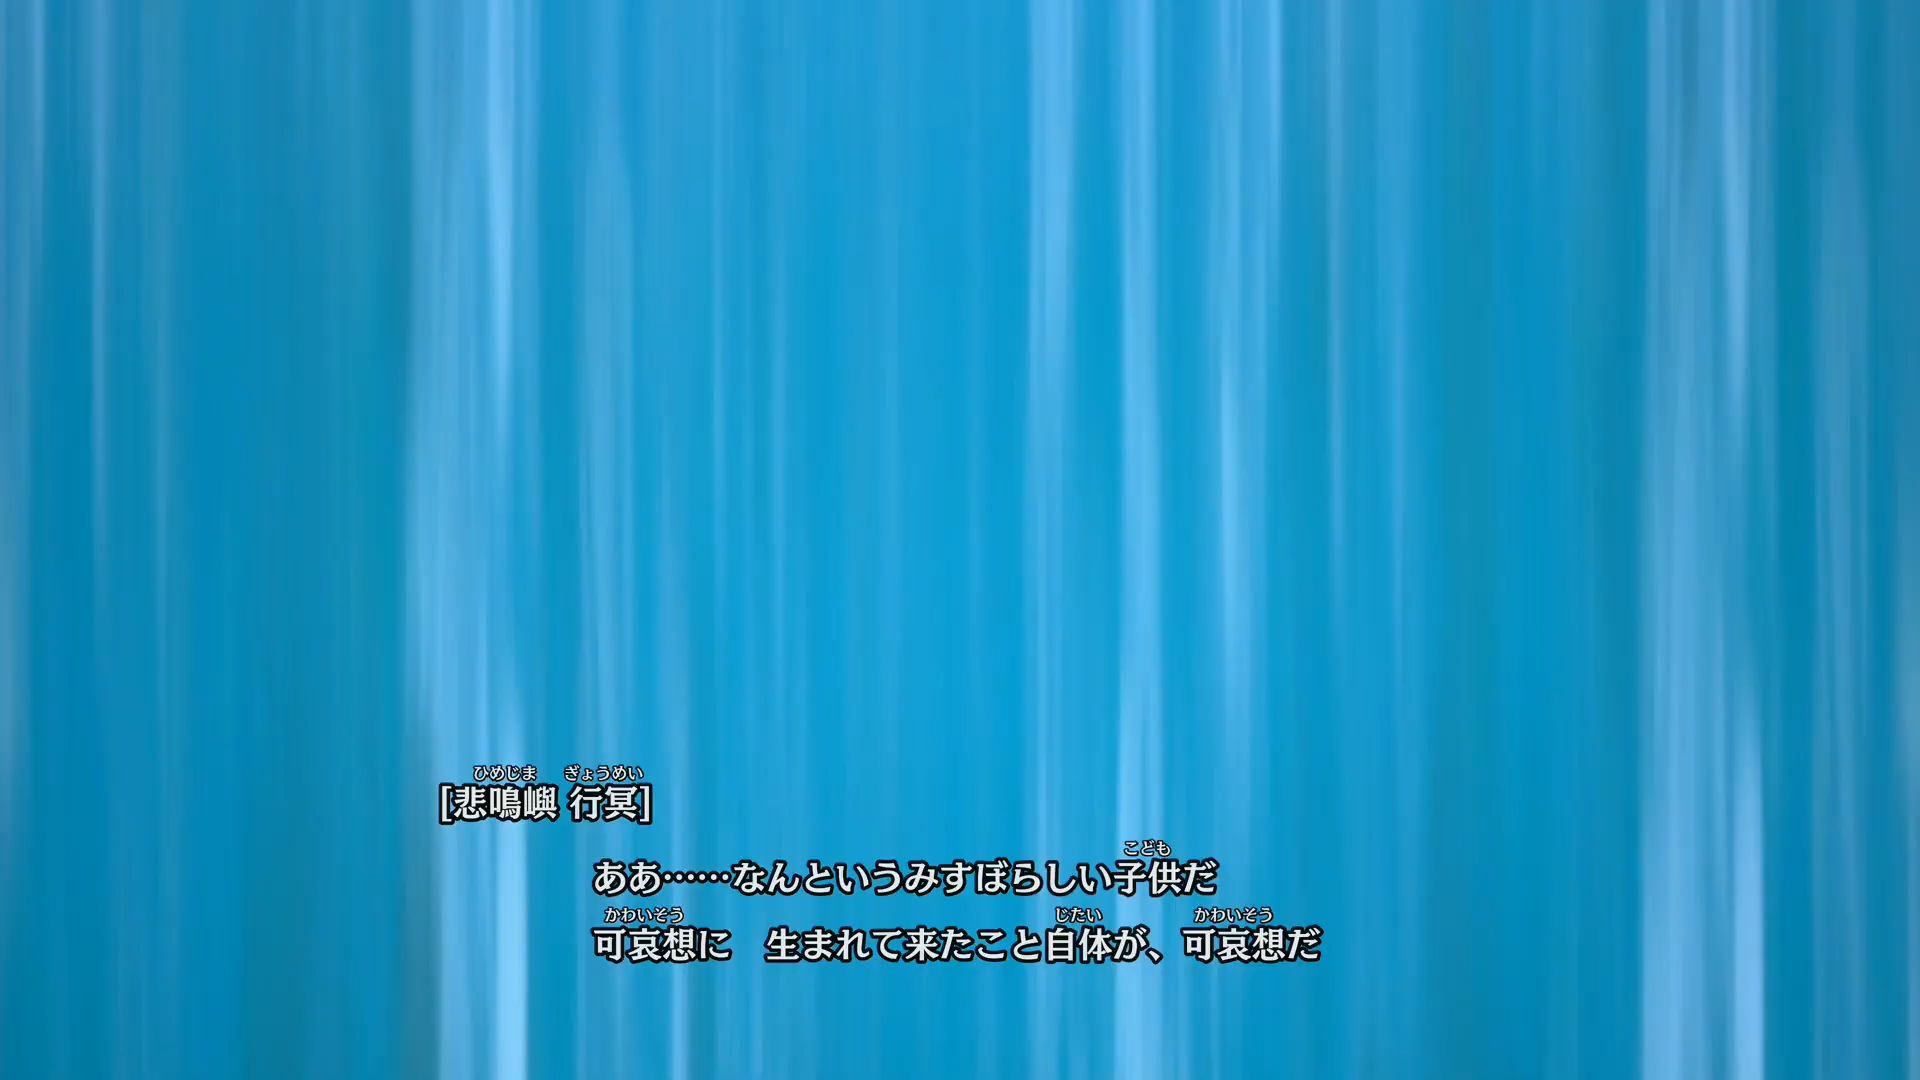 ひめじま ぎょうめい
[悲鳴嶼 行冥]
こども
ああ……なんというみすぼらしい子供だ
かわいそう じたい かわいそう
可哀想に　生まれて来たこと自体が、可哀想だ